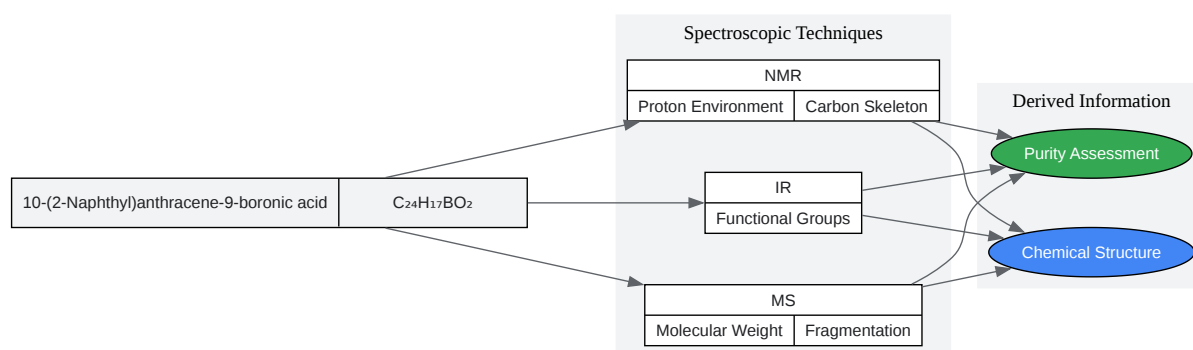 Spectroscopic Techniques
NMR
Proton Environment
Carbon Skeleton
Derived Information
Purity Assessment
10-(2-Naphthyl)anthracene-9-boronic acid
C₂₄H₁₇BO₂
IR
Functional Groups
Chemical Structure
MS
Molecular Weight
Fragmentation